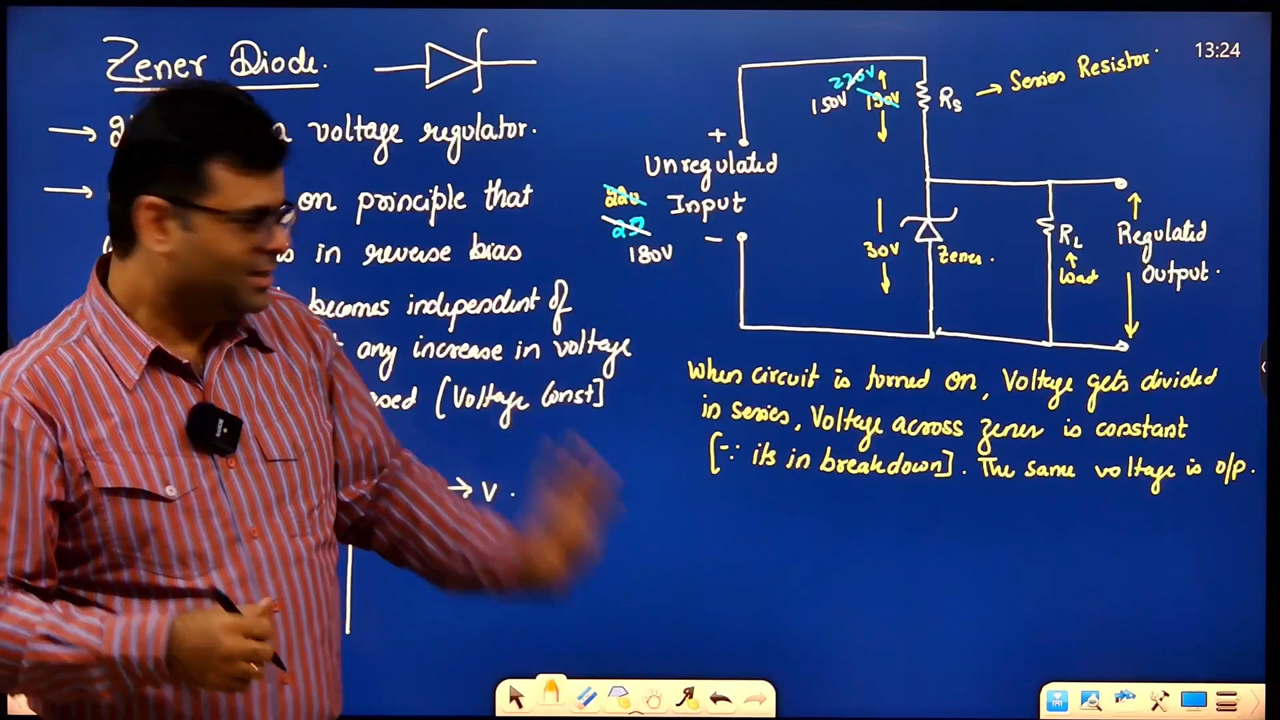 Zener Diode.
13:24
→ a voltage regulator.
→ on principle that
in reverse bias
becomes independent of
any increase in voltage
[Voltage Const]
→ V.
220V
150V 190V
Rs → Series Resistor
+
Unregulated
Input
220
180V
−
30V
Zener.
RL
Load
Regulated
Output.
When circuit is turned on, Voltage gets divided
in series, Voltage across zener is constant
[∵ its in breakdown]. The same voltage is o/p.